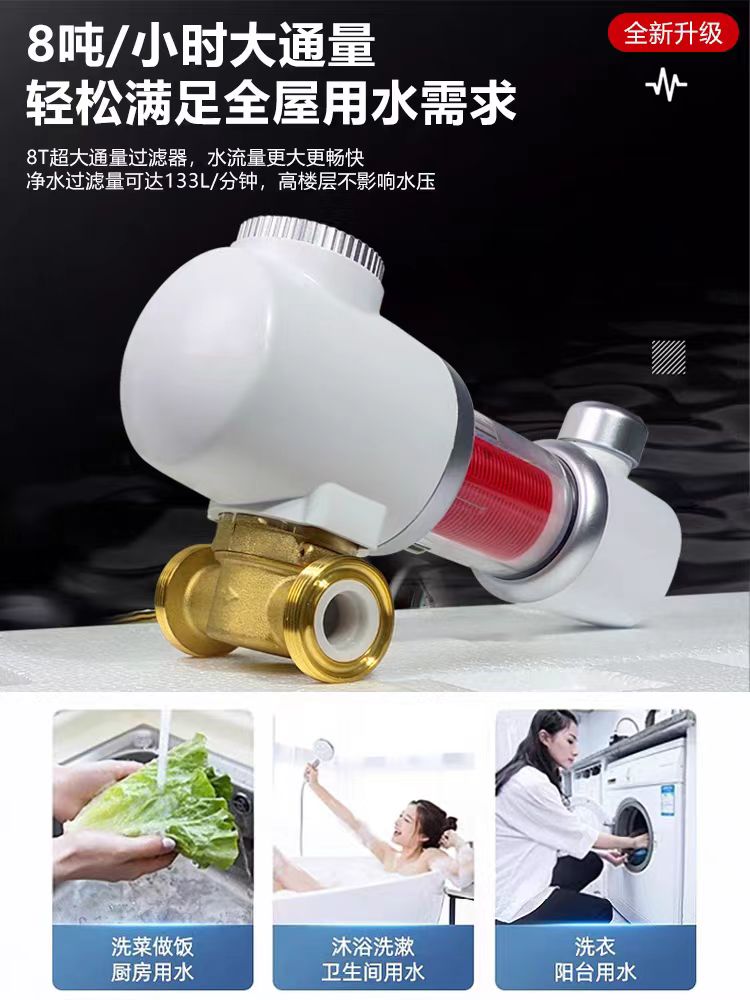 8吨/小时大通量
全新升级
轻松满足全屋用水需求
8T超大通量过滤器，水流量更大更畅快
净水过滤量可达133L/分钟，高楼层不影响水压
洗菜做饭
厨房用水
沐浴洗漱
卫生间用水
洗衣
阳台用水